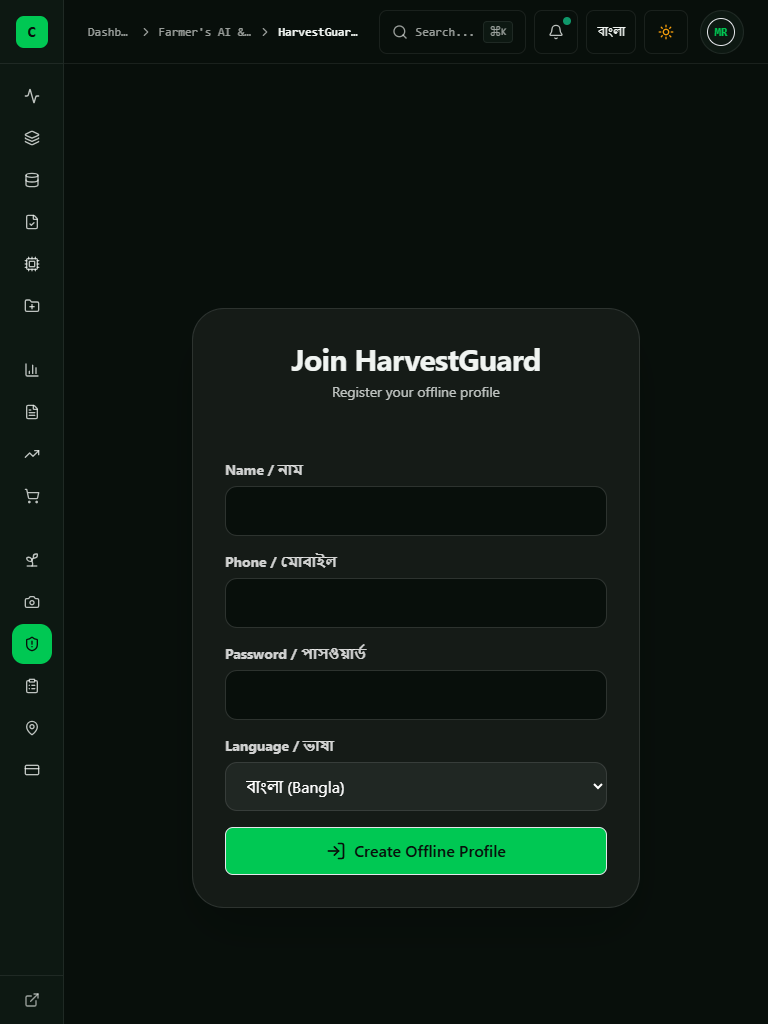 C
Dashb… > Farmer's AI &… > HarvestGuar…
Search... ⌘K
বাংলা
MR
Join HarvestGuard
Register your offline profile
Name / নাম
Phone / মোবাইল
Password / পাসওয়ার্ড
Language / ভাষা
বাংলা (Bangla)
Create Offline Profile